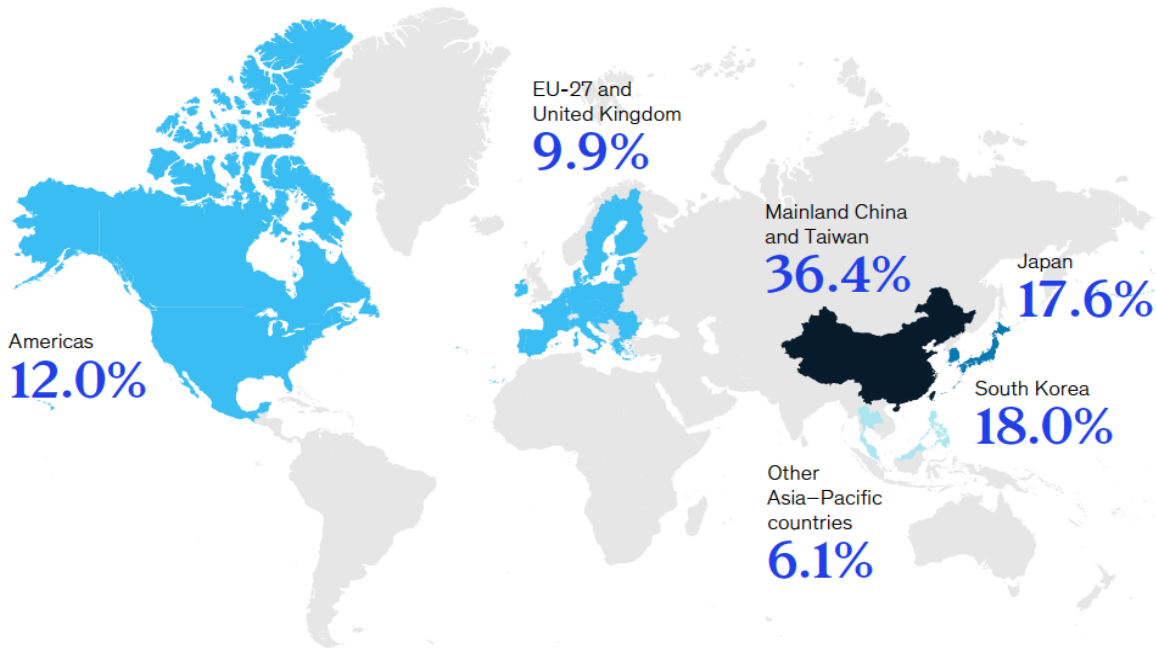 EU-27 and
United Kingdom
9.9%
Mainland China
and Taiwan
36.4%
Japan
17.6%
Americas
12.0%
South Korea
18.0%
Other
Asia–Pacific
countries
6.1%